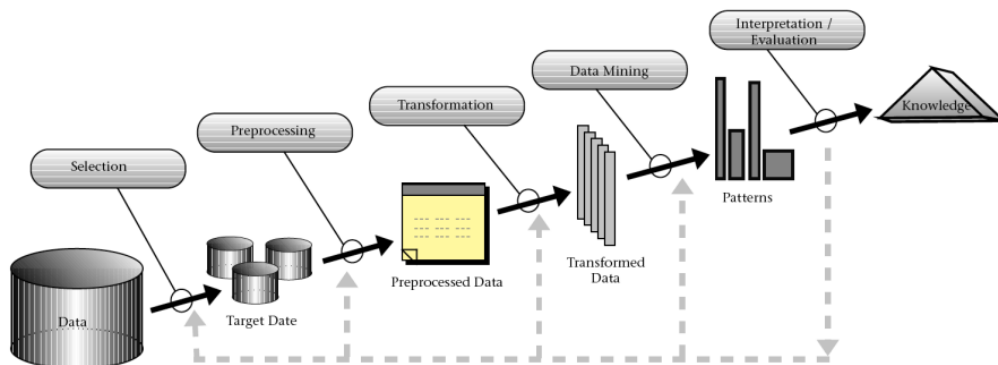 Interpretation /
Evaluation
Data Mining
Transformation
Preprocessing
Selection
Data
Target Date
Preprocessed Data
Transformed
Data
Patterns
Knowledge